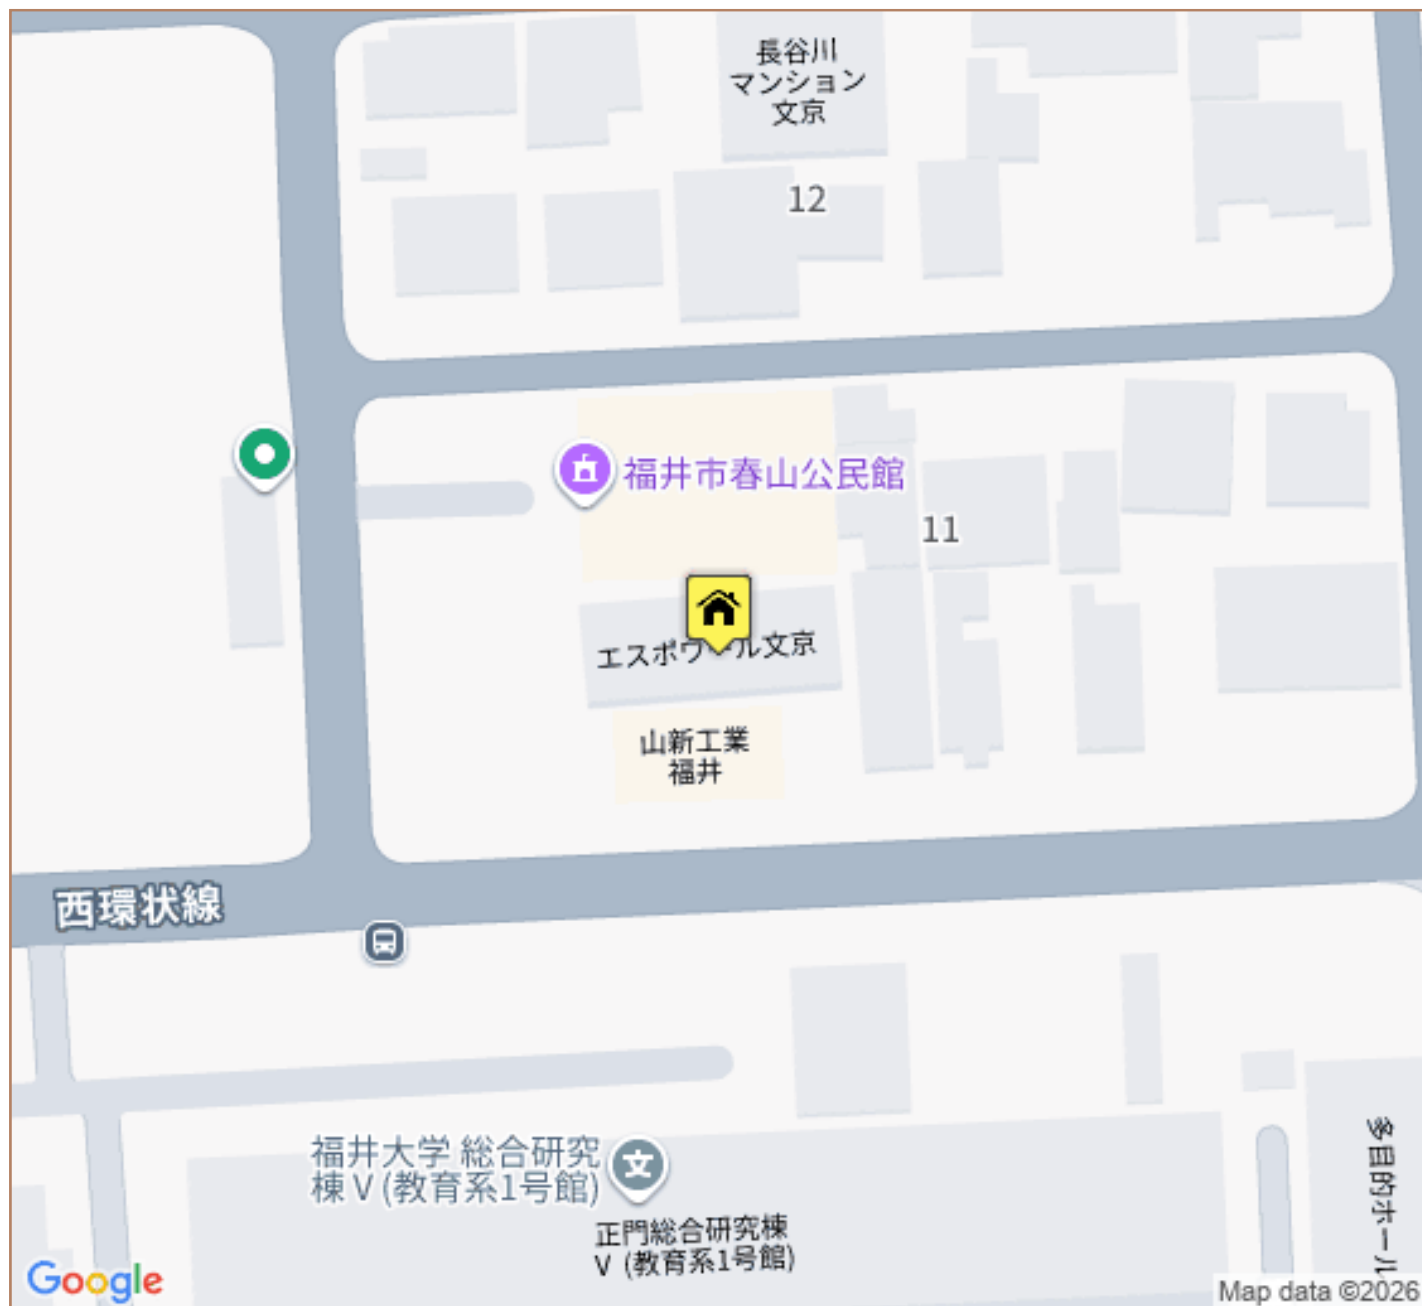 長谷川
マンション
文京
12
福井市春山公民館
11
エスポワール文京
山新工業
福井
西環状線
福井大学 総合研究
棟Ⅴ(教育系1号館)
文
正門総合研究棟
Ⅴ (教育系1号館)
多目的ホール
Google
Map data ©2026